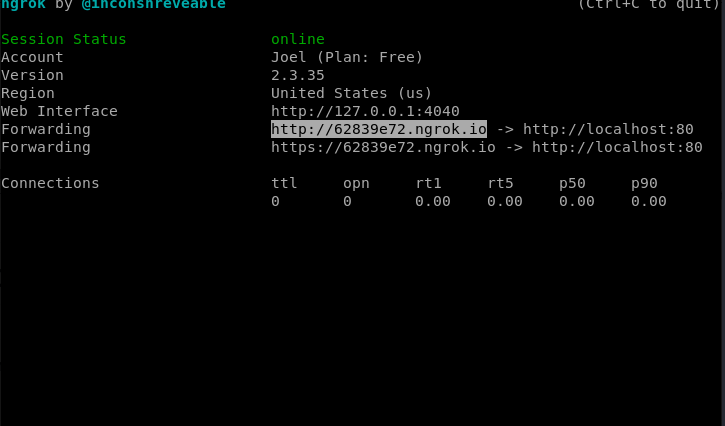 ngrok by @inconshreveable (Ctrl+C to quit)
Session Status online
Account Joel (Plan: Free)
Version 2.3.35
Region United States (us)
Web Interface http://127.0.0.1:4040
Forwarding http://62839e72.ngrok.io -> http://localhost:80
Forwarding https://62839e72.ngrok.io -> http://localhost:80
Connections ttl opn rt1 rt5 p50 p90
0 0 0.00 0.00 0.00 0.00